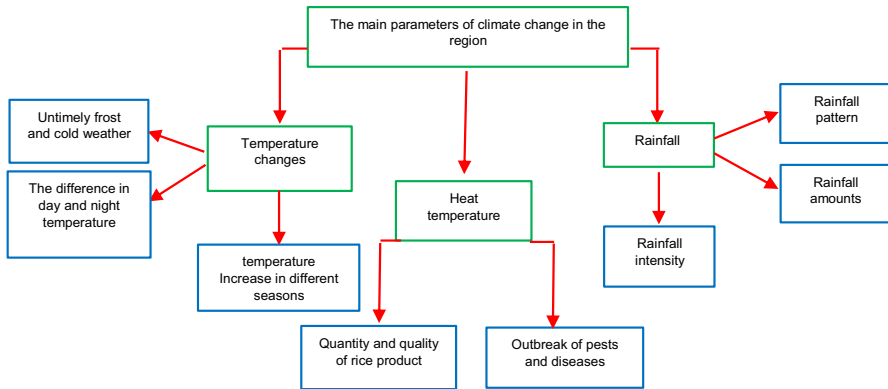 The main parameters of climate change in the
region
Untimely frost
and cold weather
Temperature
changes
Rainfall
Rainfall
pattern
The difference in
day and night
temperature
Heat
temperature
Rainfall
amounts
temperature
Increase in different
seasons
Rainfall
intensity
Quantity and quality
of rice product
Outbreak of pests
and diseases